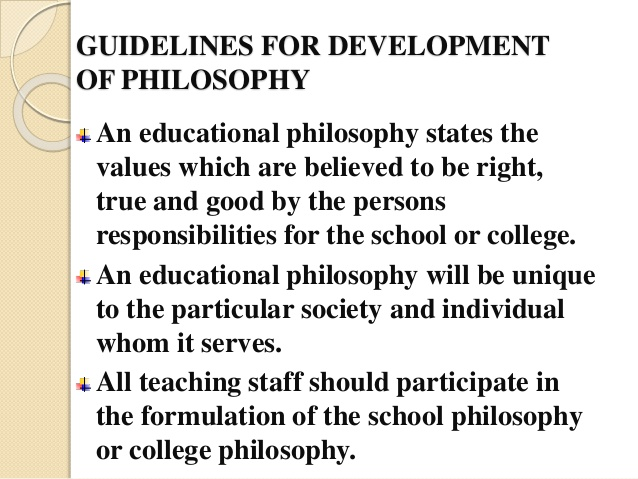 GUIDELINES FOR DEVELOPMENT
OF PHILOSOPHY
An educational philosophy states the
values which are believed to be right,
true and good by the persons
responsibilities for the school or college.
An educational philosophy will be unique
to the particular society and individual
whom it serves.
All teaching staff should participate in
the formulation of the school philosophy
or college philosophy.